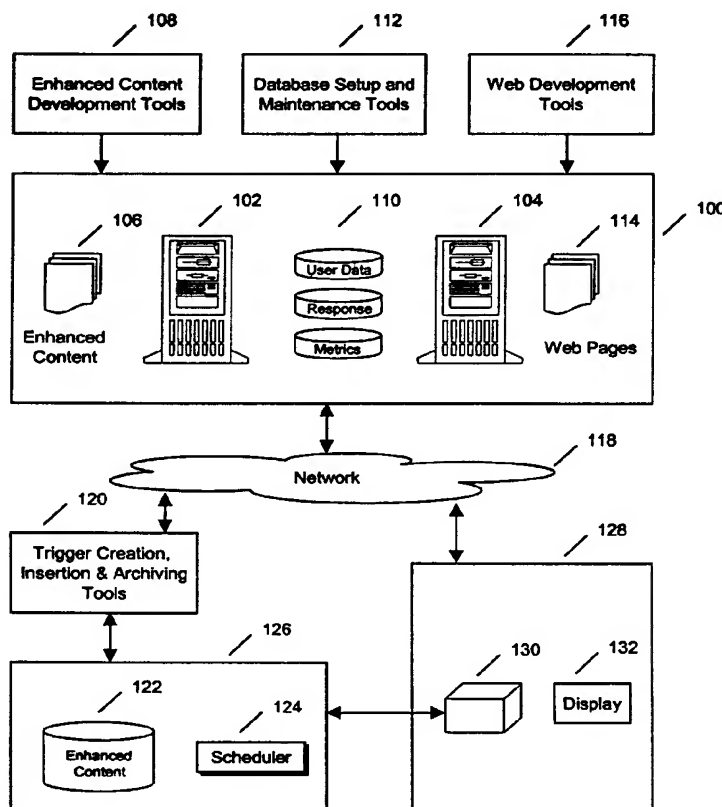 108
112
116
Enhanced Content
Development Tools
Database Setup and
Maintenance Tools
Web Development
Tools
100
106
102
110
104
114
User Data
Response
Metrics
Enhanced
Content
Web Pages
118
Network
120
Trigger Creation,
Insertion & Archiving
Tools
128
126
122
124
Enhanced
Content
Scheduler
130
132
Display